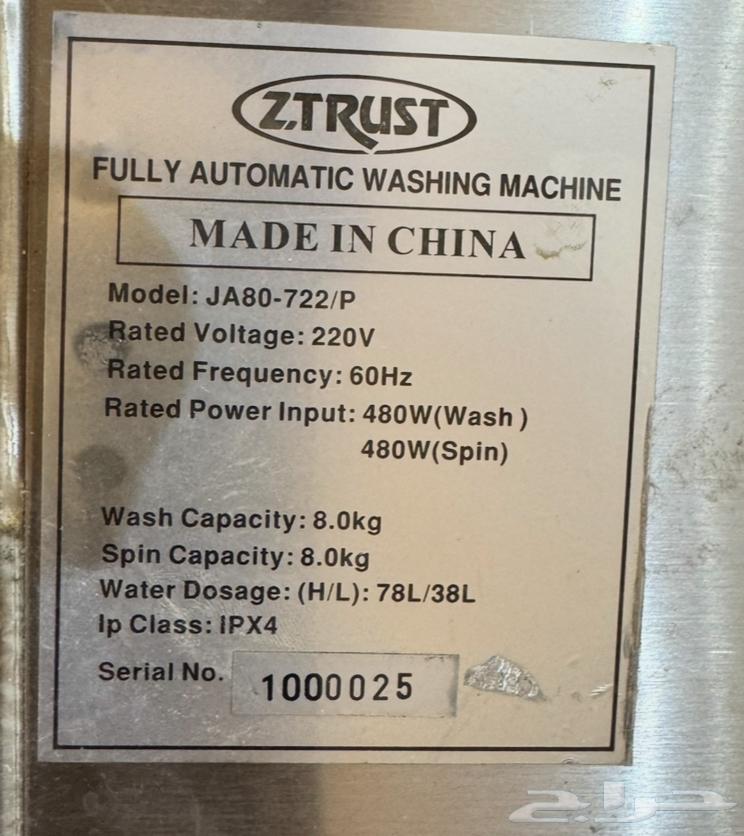 Z.TRUST
FULLY AUTOMATIC WASHING MACHINE
MADE IN CHINA
Model: JA80-722/P
Rated Voltage: 220V
Rated Frequency: 60Hz
Rated Power Input: 480W(Wash)
480W(Spin)
Wash Capacity: 8.0kg
Spin Capacity: 8.0kg
Water Dosage: (H/L): 78L/38L
Ip Class: IPX4
Serial No. 1000025
حراج